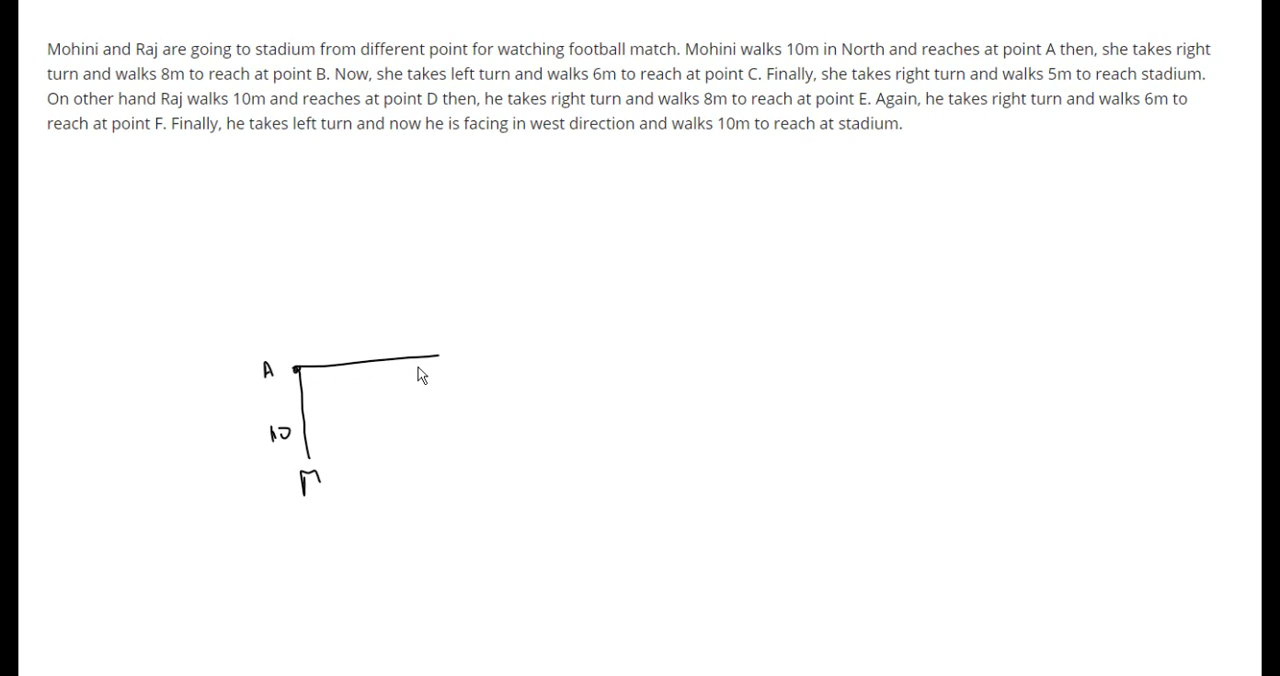 Mohini and Raj are going to stadium from different point for watching football match. Mohini walks 10m in North and reaches at point A then, she takes right
turn and walks 8m to reach at point B. Now, she takes left turn and walks 6m to reach at point C. Finally, she takes right turn and walks 5m to reach stadium.
On other hand Raj walks 10m and reaches at point D then, he takes right turn and walks 8m to reach at point E. Again, he takes right turn and walks 6m to
reach at point F. Finally, he takes left turn and now he is facing in west direction and walks 10m to reach at stadium.
A
10
M